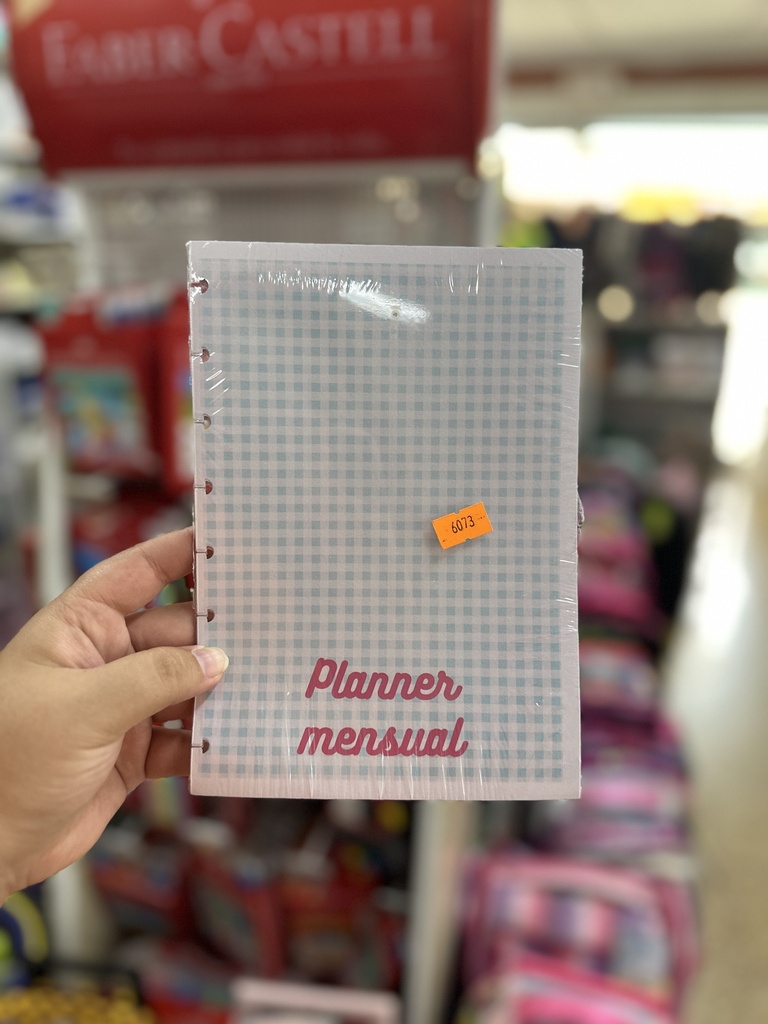 FABER-CASTELL
6073
Planner
mensual